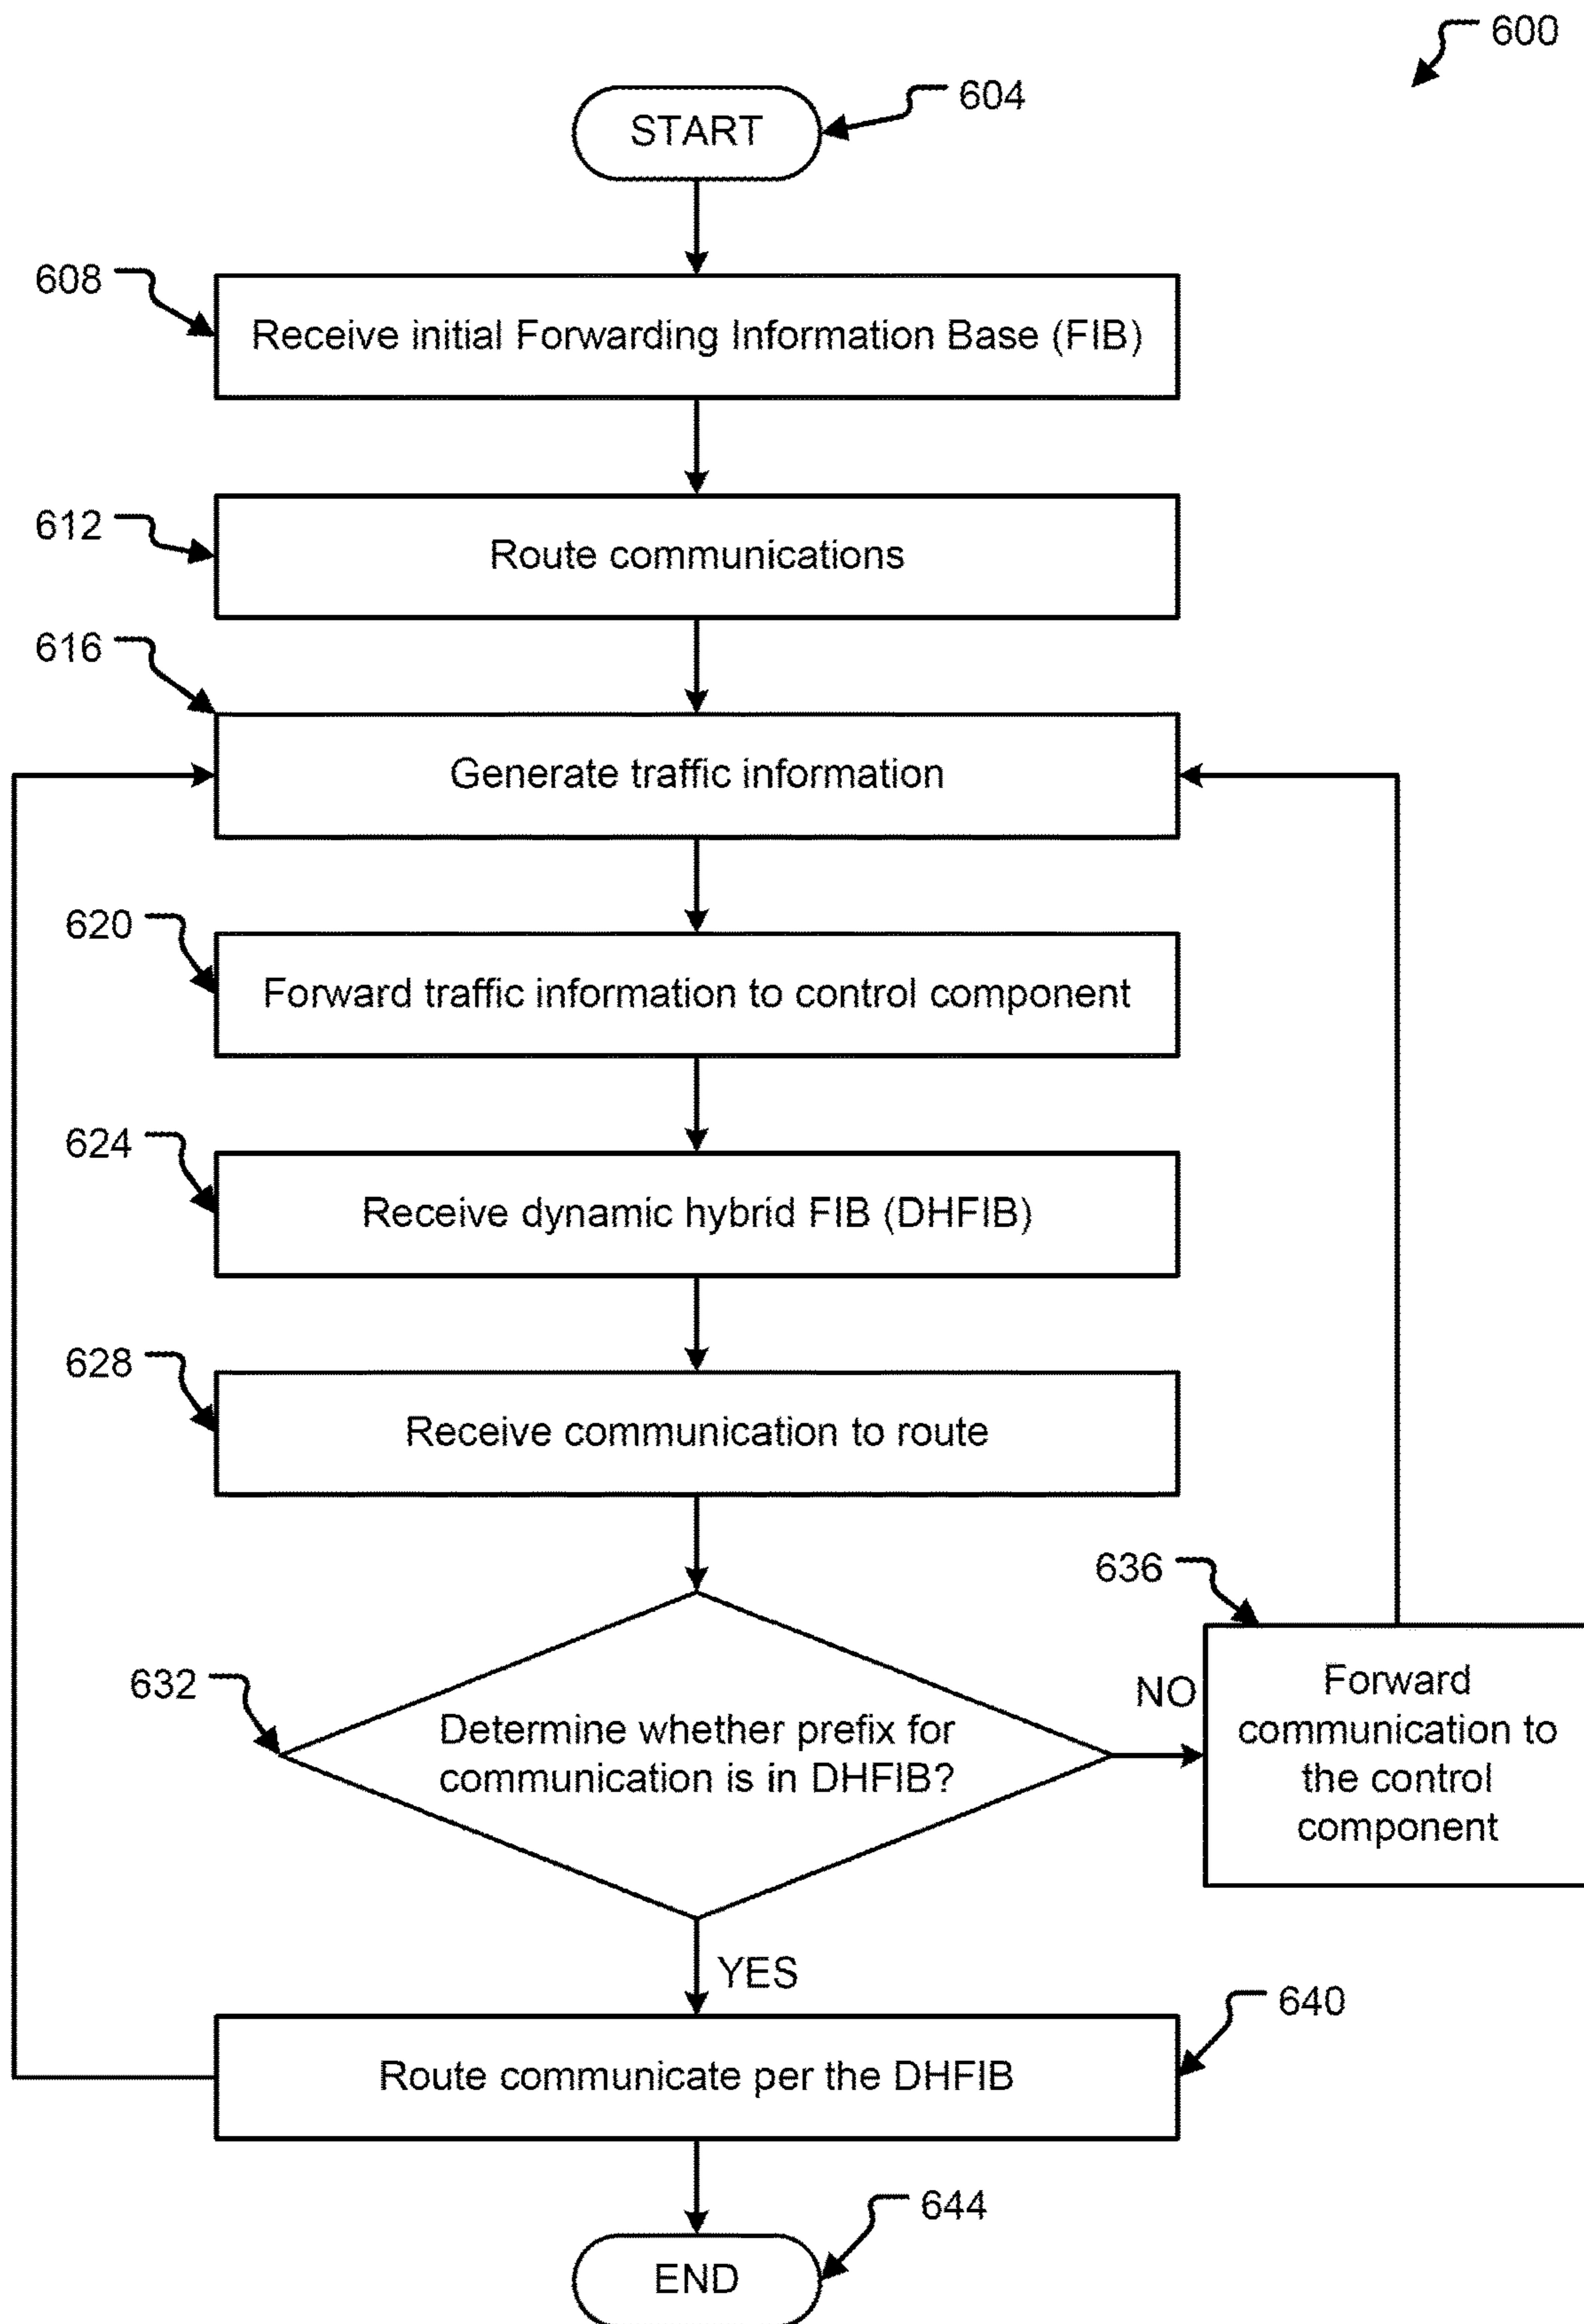 600
START
604
608
Receive initial Forwarding Information Base (FIB)
612
Route communications
616
Generate traffic information
620
Forward traffic information to control component
624
Receive dynamic hybrid FIB (DHFIB)
628
Receive communication to route
632
Determine whether prefix for
communication is in DHFIB?
NO
636
Forward
communication to
the control
component
YES
640
Route communicate per the DHFIB
644
END